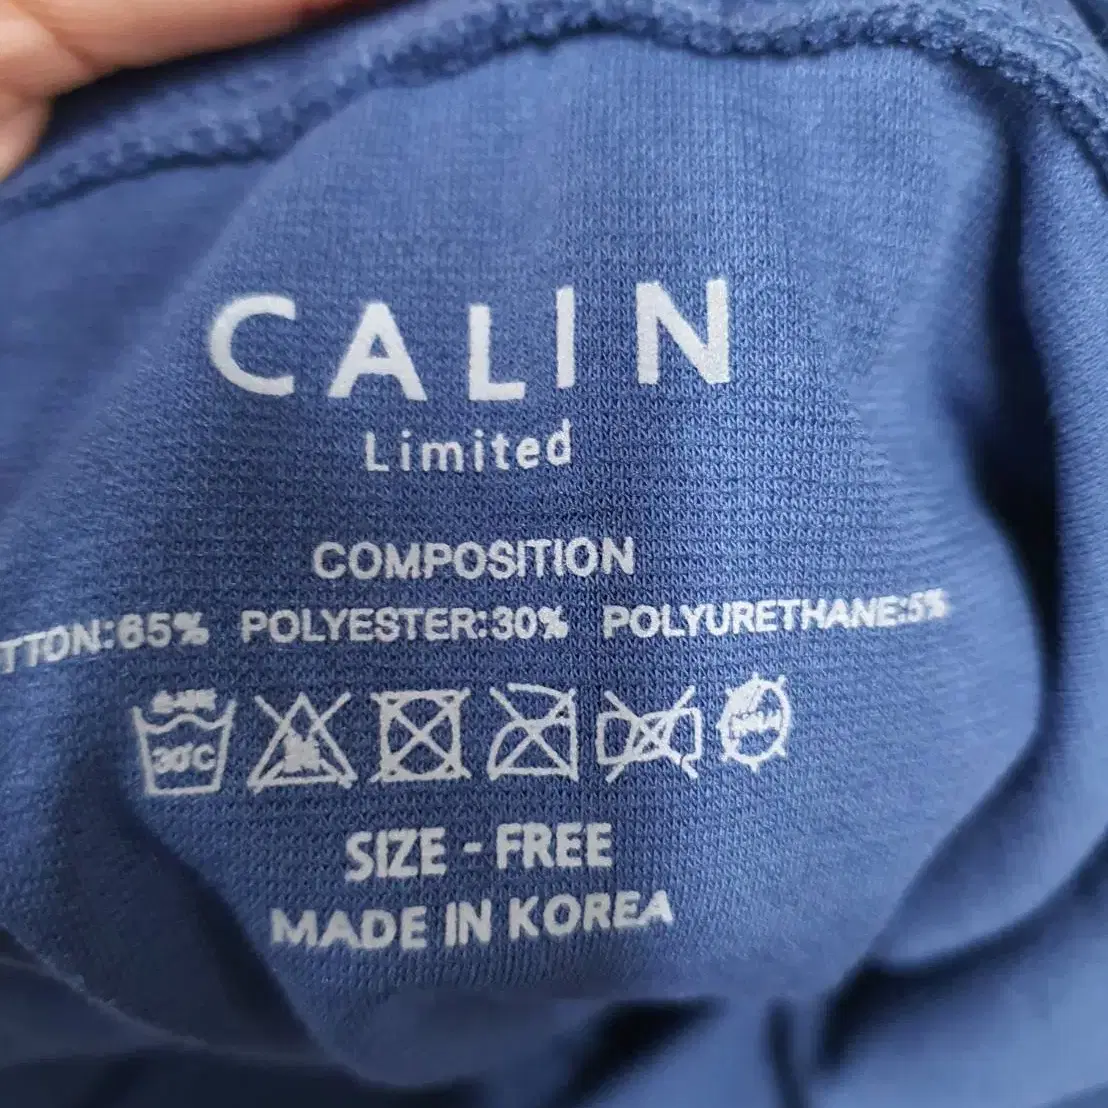 CALIN
Limited
COMPOSITION
TTON:65% POLYESTER:30% POLYURETHANE:5%
30°C
SIZE - FREE
MADE IN KOREA